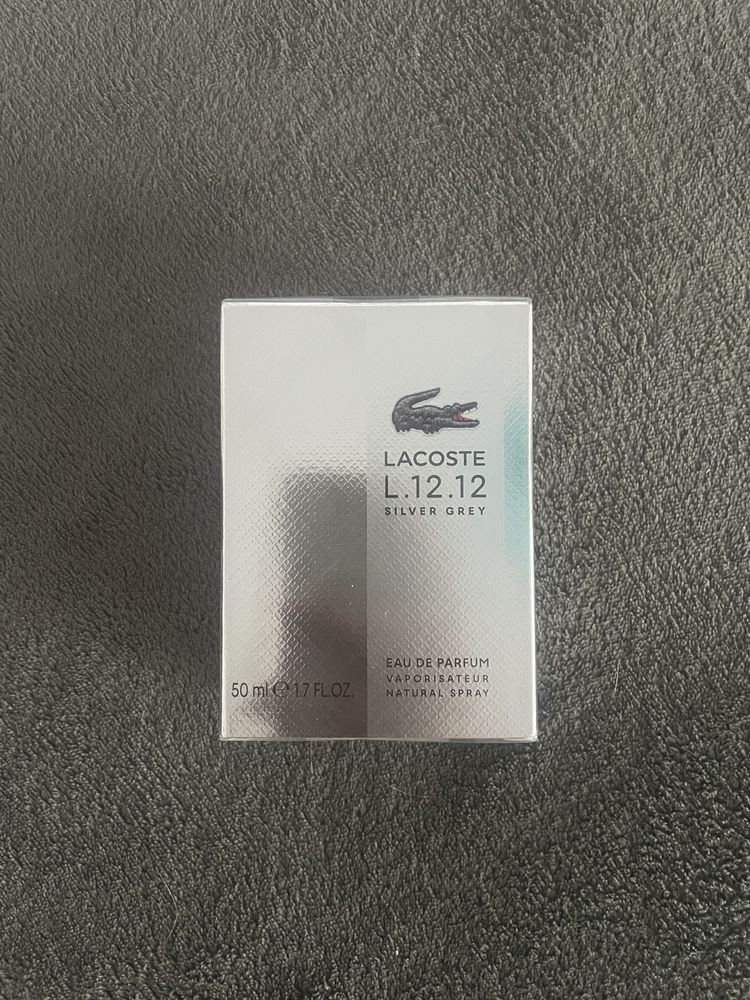 LACOSTE
L.12.12
SILVER GREY
EAU DE PARFUM
VAPORISATEUR
NATURAL SPRAY
50 ml ℮ 1.7 FL.OZ.